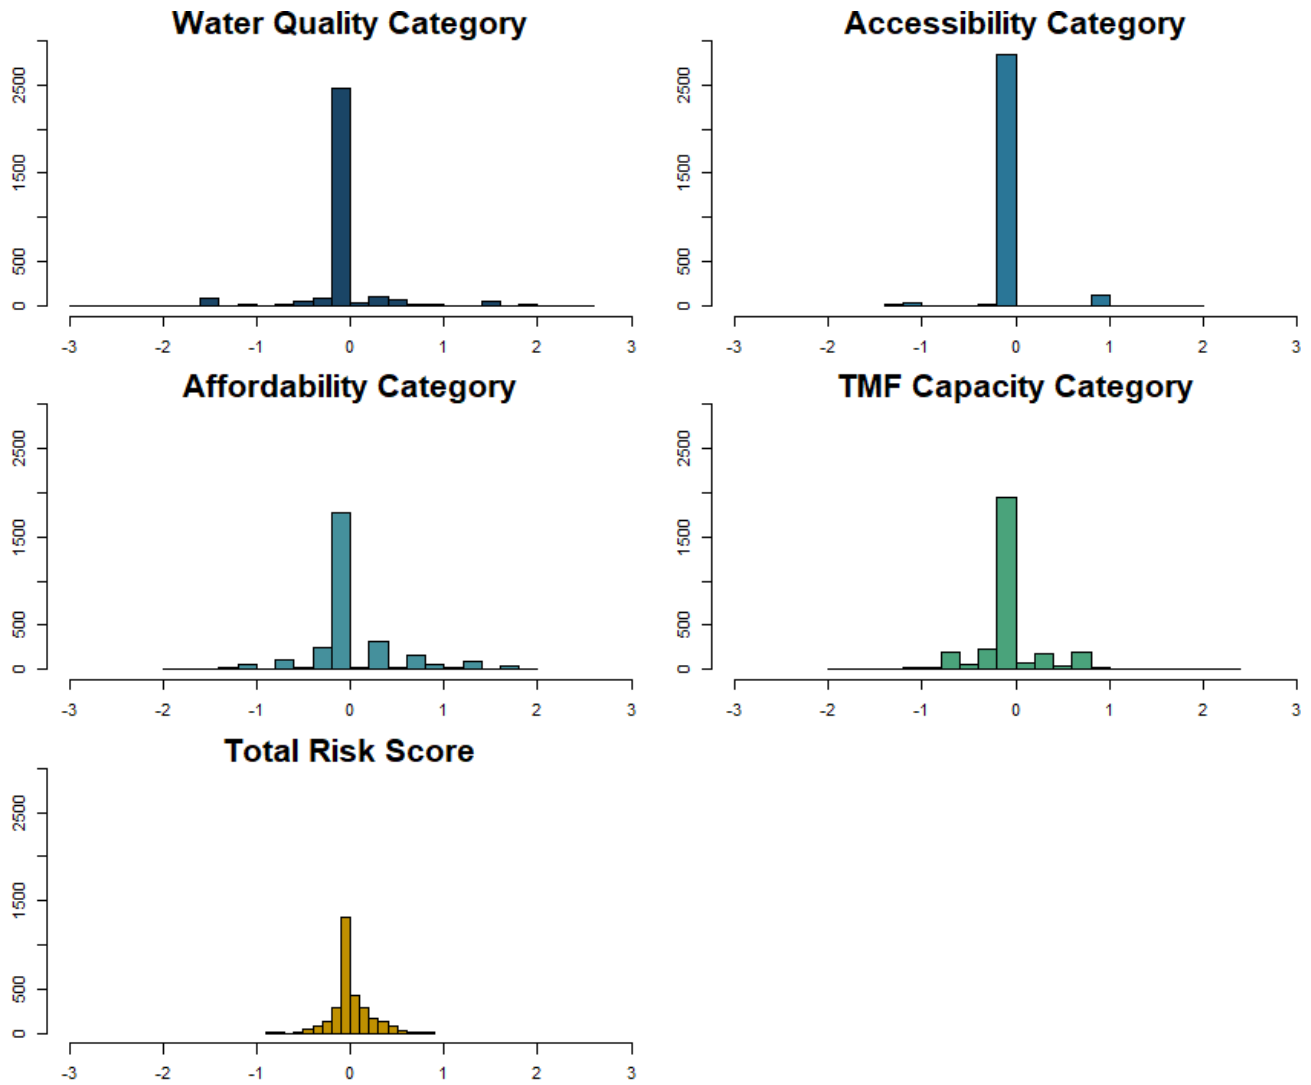 Water Quality Category
2500
1500
500
0
-3 -2 -1 0 1 2 3
Accessibility Category
2500
1500
500
0
-3 -2 -1 0 1 2 3
Affordability Category
2500
1500
500
0
-3 -2 -1 0 1 2 3
TMF Capacity Category
2500
1500
500
0
-3 -2 -1 0 1 2 3
Total Risk Score
2500
1500
500
0
-3 -2 -1 0 1 2 3